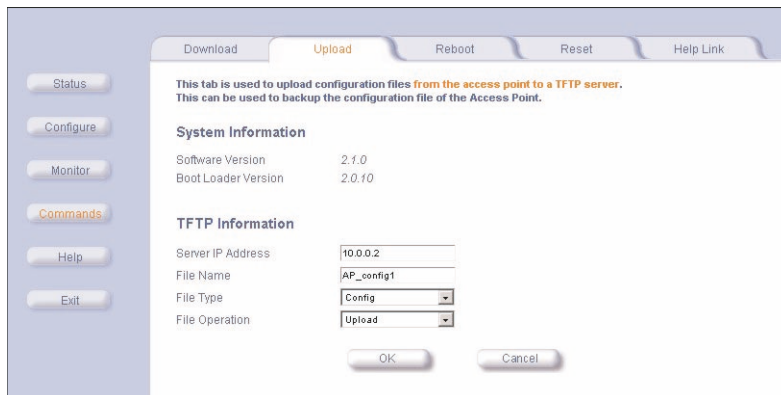 Download Upload Reboot Reset Help Link
Status
Configure
Monitor
Commands
Help
Exit
This tab is used to upload configuration files from the access point to a TFTP server.
This can be used to backup the configuration file of the Access Point.
System Information
Software Version 2.1.0
Boot Loader Version 2.0.10
TFTP Information
Server IP Address 10.0.0.2
File Name AP_config1
File Type Config
File Operation Upload
OK Cancel